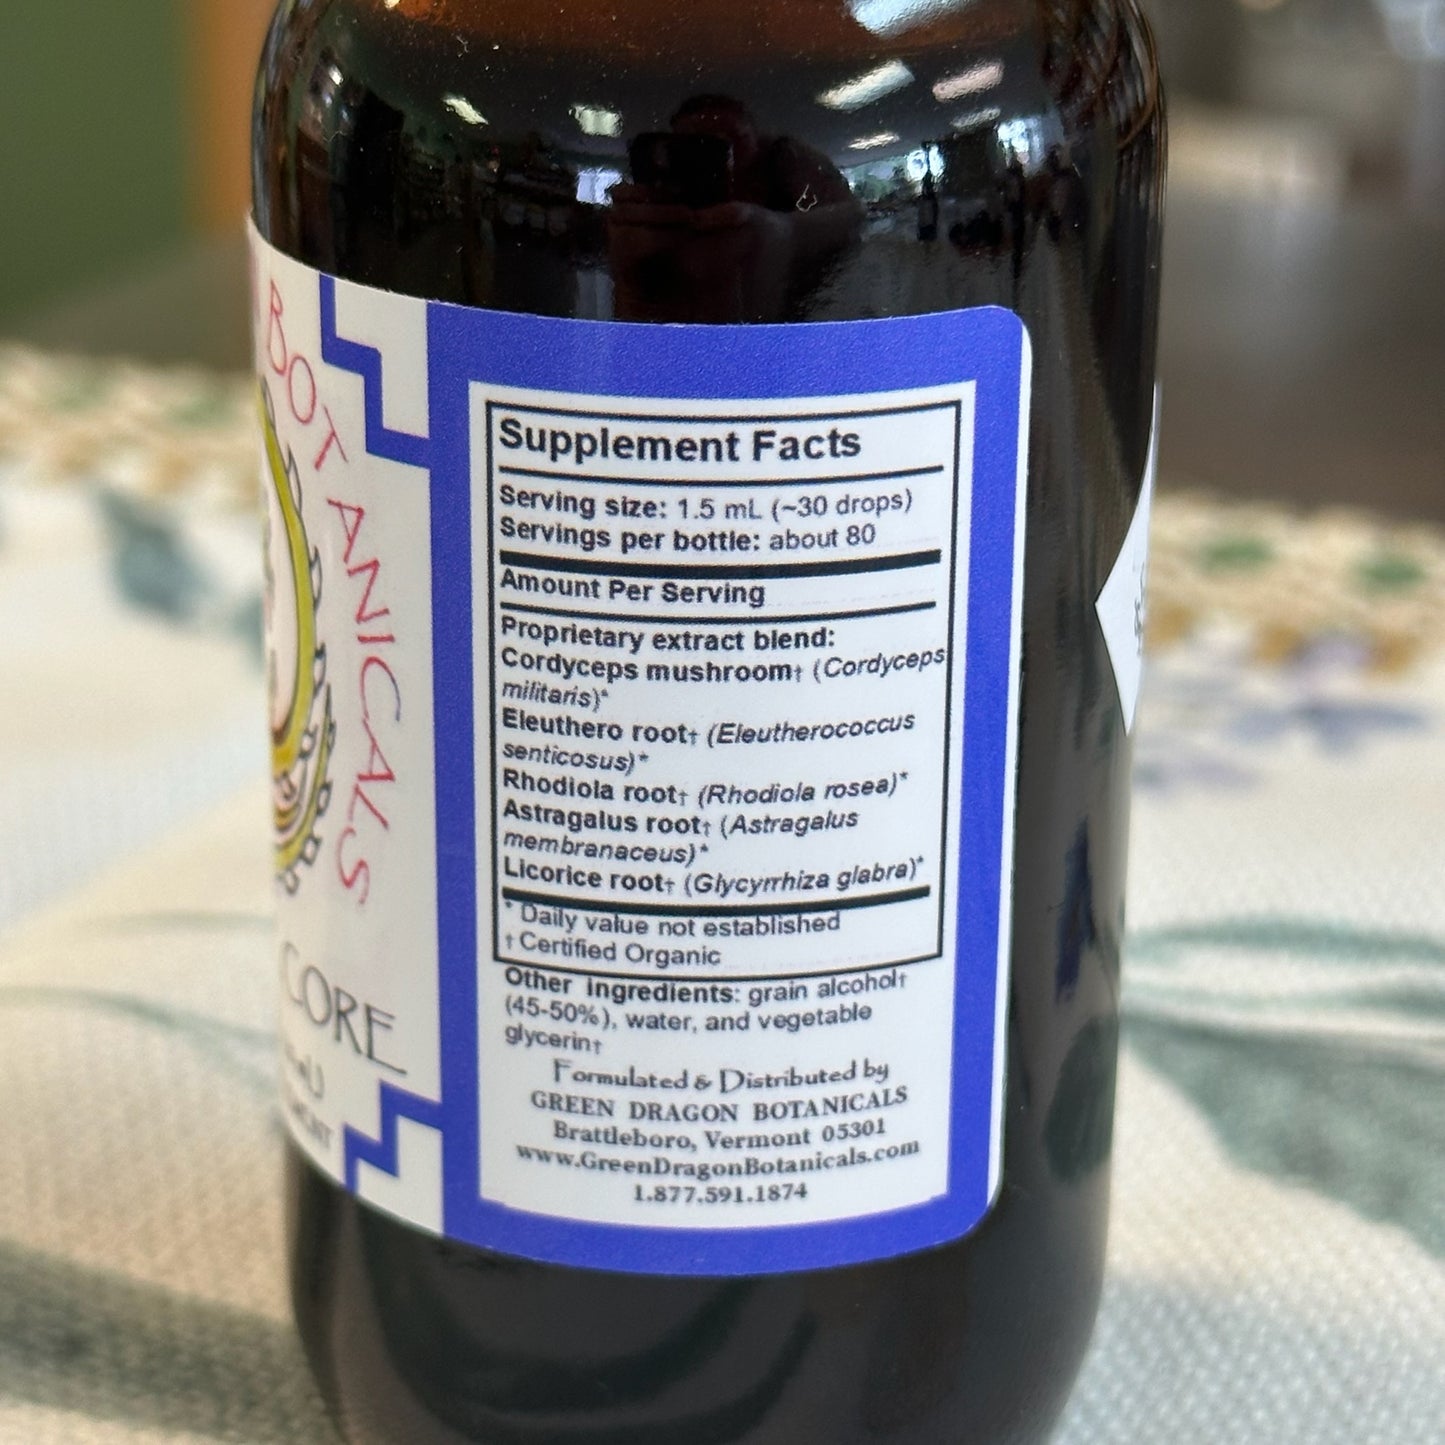 BOTANICALS
CORE
Supplement Facts
Serving size: 1.5 mL (~30 drops)
Servings per bottle: about 80
Amount Per Serving
Proprietary extract blend:
Cordyceps mushroom† (Cordyceps
militaris)*
Eleuthero root† (Eleutherococcus
senticosus)*
Rhodiola root† (Rhodiola rosea)*
Astragalus root† (Astragalus
membranaceus)*
Licorice root† (Glycyrrhiza glabra)*
* Daily value not established
† Certified Organic
Other ingredients: grain alcohol†
(45-50%), water, and vegetable
glycerin†
Formulated & Distributed by
GREEN DRAGON BOTANICALS
Brattleboro, Vermont 05301
www.GreenDragonBotanicals.com
1.877.591.1874